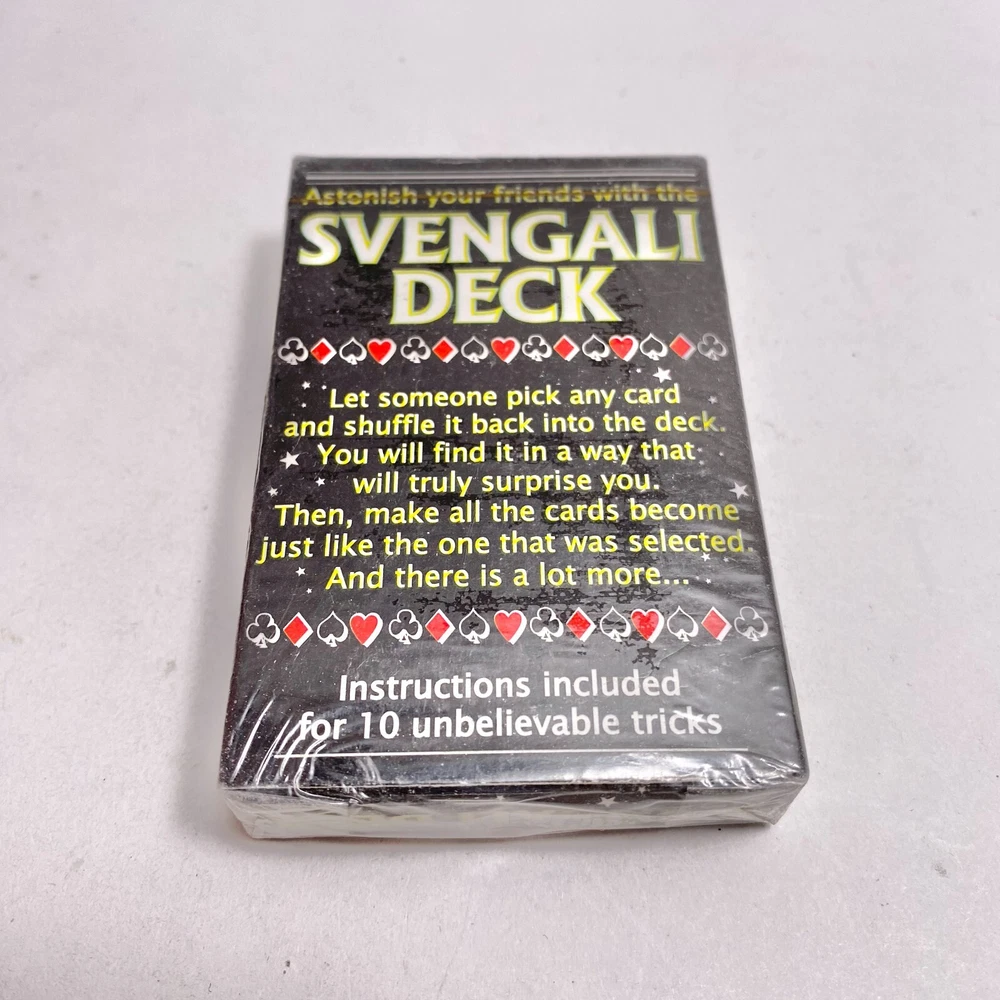 Astonish your friends with the
SVENGALI
DECK
Let someone pick any card
and shuffle it back into the deck.
You will find it in a way that
will truly surprise you.
Then, make all the cards become
just like the one that was selected.
And there is a lot more...
Instructions included
for 10 unbelievable tricks